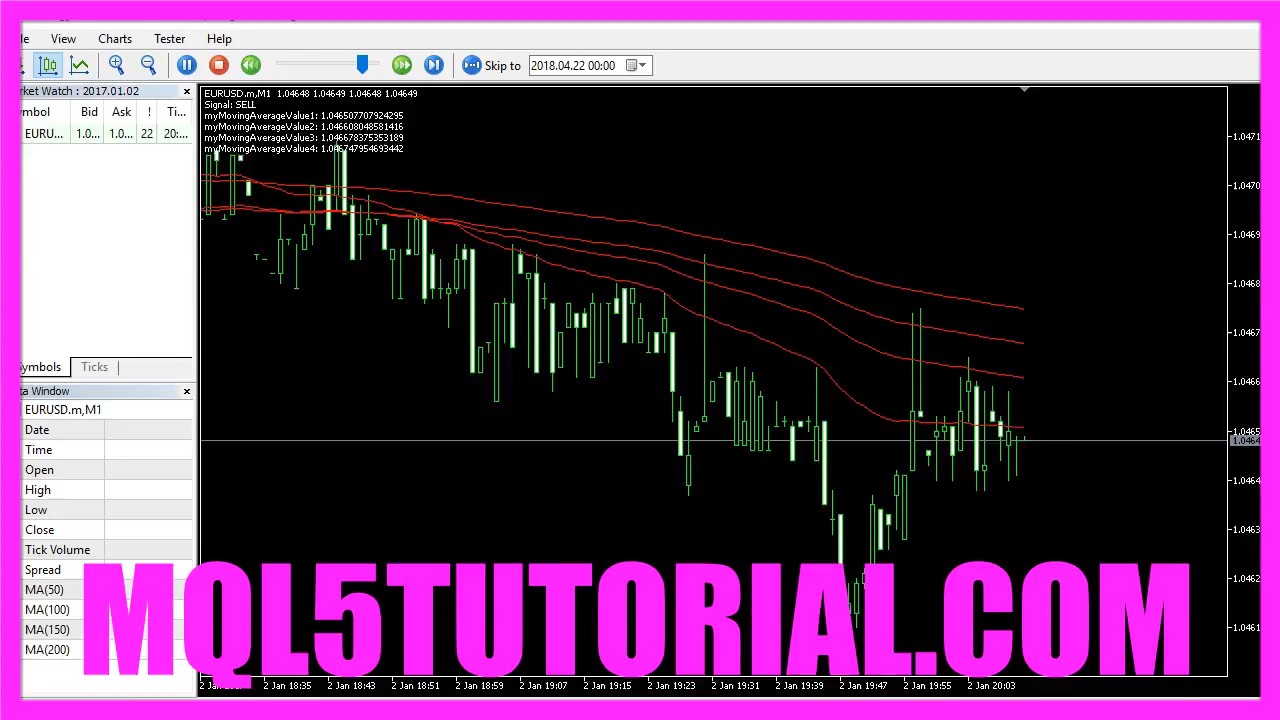 le View Charts Tester Help
Skip to 2018.04.22 00:00
rket Watch : 2017.01.02 ×
ymbol Bid Ask ! Ti...
EURU... 1.0... 1.0... 22 20:...
ymbols Ticks
ta Window ×
EURUSD.m,M1
Date
Time
Open
High
Low
Close
Tick Volume
Spread
MA(50)
MA(100)
MA(150)
MA(200)
EURUSD.m,M1 1.04648 1.04649 1.04648 1.04649
Signal: SELL
myMovingAverageValue1: 1.046507707924295
myMovingAverageValue2: 1.046608048581416
myMovingAverageValue3: 1.046678375353189
myMovingAverageValue4: 1.046747954693442
1.0471
1.0470
1.0469
1.0468
1.0467
1.0466
1.0465
1.0464
1.0464
1.0463
1.0462
1.0461
MQL5TUTORIAL.COM
2 Jan 18:35 2 Jan 18:43 2 Jan 18:51 2 Jan 18:59 2 Jan 19:07 2 Jan 19:15 2 Jan 19:23 2 Jan 19:31 2 Jan 19:39 2 Jan 19:47 2 Jan 19:55 2 Jan 20:03